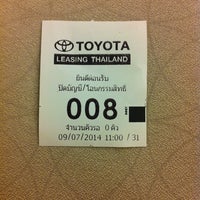 TOYOTA
LEASING THAILAND
ยินดีต้อนรับ
ปิดบัญชี/โอนกรรมสิทธิ์
008
จำนวนคิวรอ 0 คิว
09/07/2014 11:00 / 31